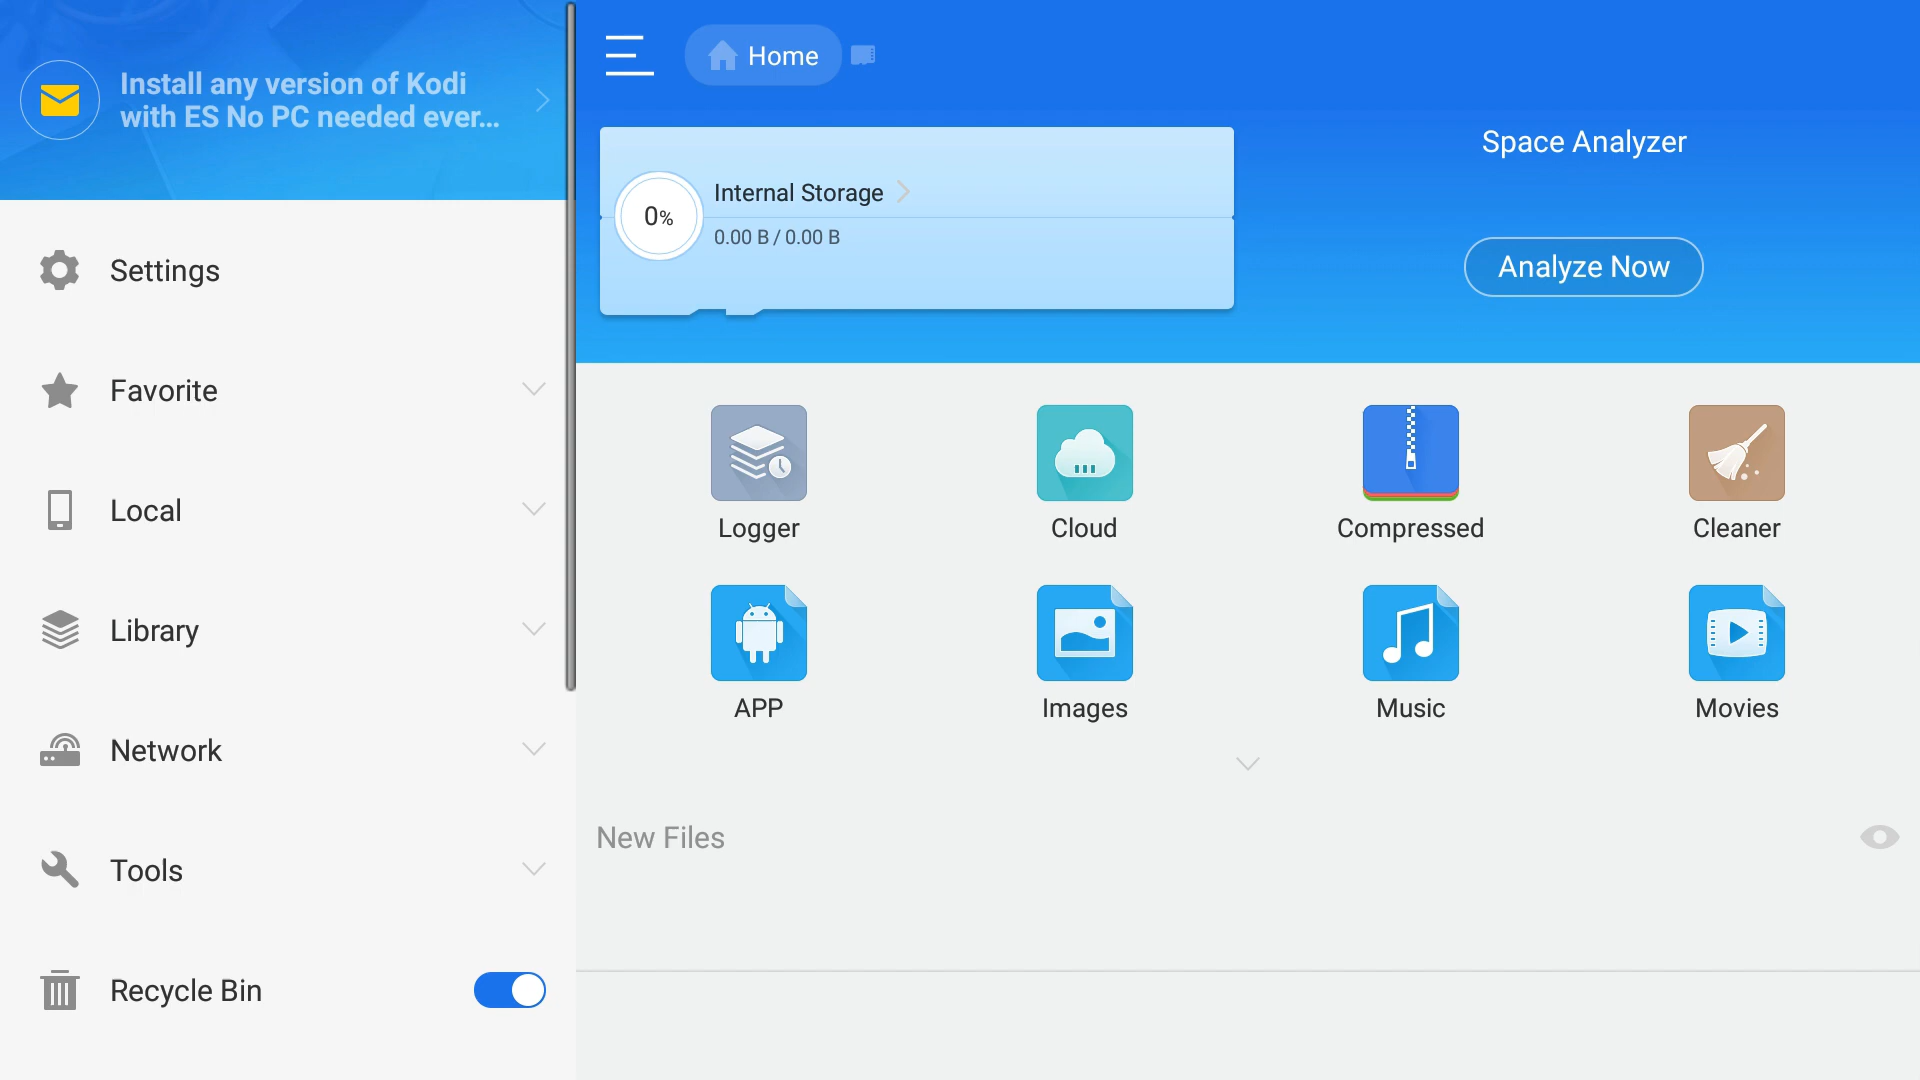 Install any version of Kodi
with ES No PC needed ever...
Settings
Favorite
Local
Library
Network
Tools
Recycle Bin
Home
0%
Internal Storage
0.00 B / 0.00 B
Space Analyzer
Analyze Now
Logger
Cloud
Compressed
Cleaner
APP
Images
Music
Movies
New Files